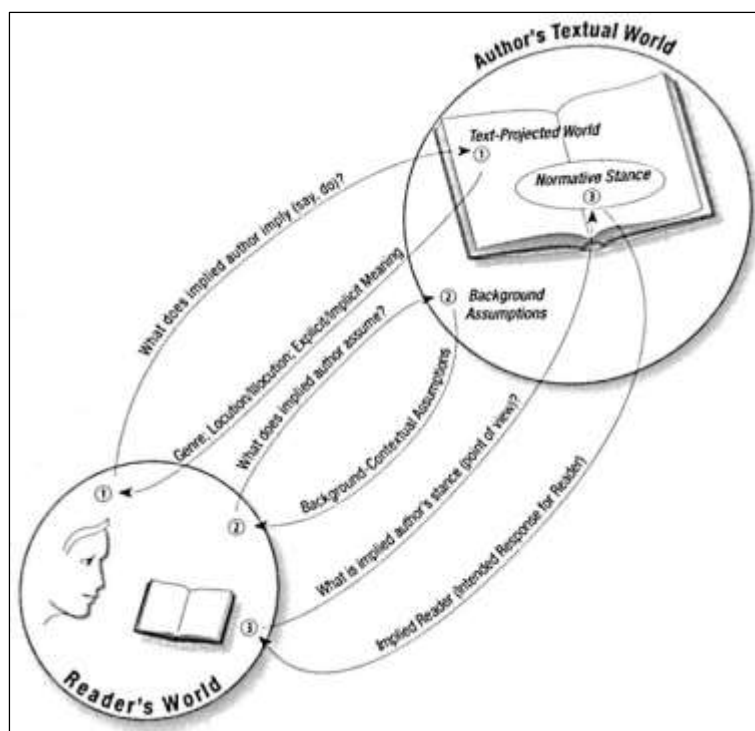 Author's Textual World
Text-Projected World
1
Normative Stance
3
2
Background
Assumptions
What does implied author imply (say, do)?
Genre; Locution/Illocution; Explicit/Implicit Meaning
What does implied author assume?
Background-Contextual Assumptions
What is implied author's stance (point of view)?
Implied Reader (Intended Response for Reader)
1
2
3
Reader's World